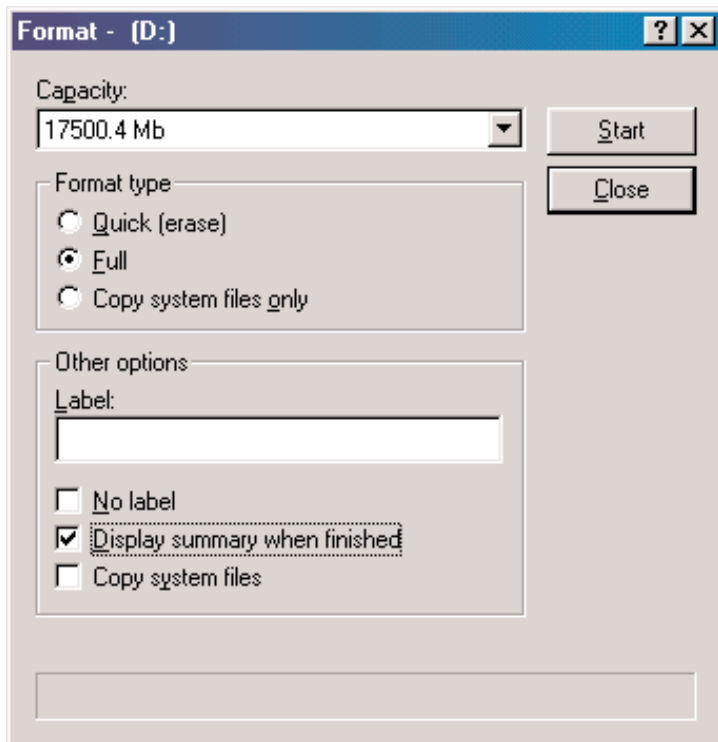 Format - (D:)
Capacity:
17500.4 Mb
Start
Format type
Close
Quick (erase)
Full
Copy system files only
Other options
Label:
No label
Display summary when finished
Copy system files